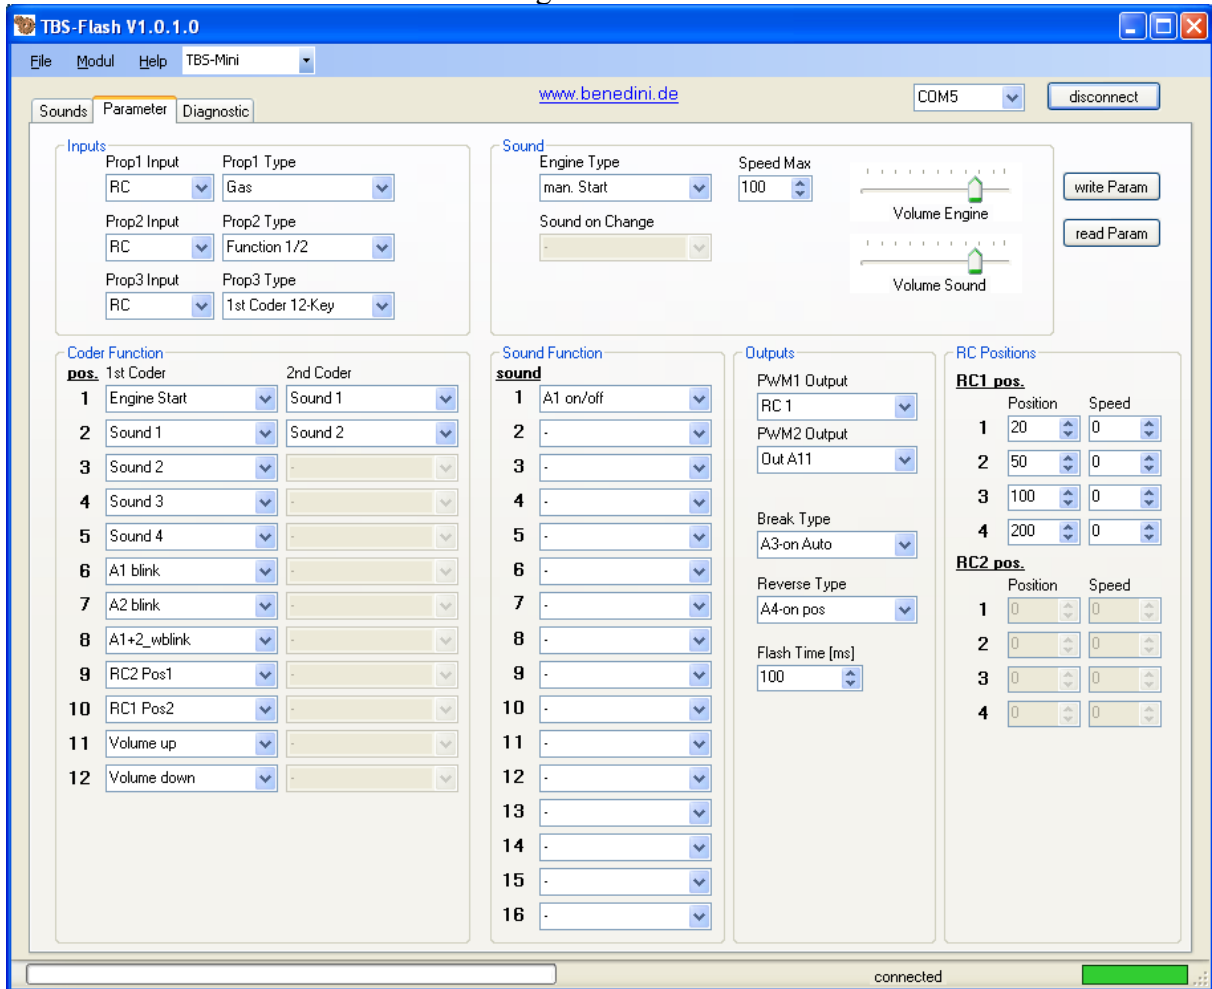 TBS-Flash V1.0.1.0
File Modul Help TBS-Mini
www.benedini.de COM5 disconnect
Sounds Parameter Diagnostic
Inputs
Prop1 Input Prop1 Type
RC Gas
Prop2 Input Prop2 Type
RC Function 1/2
Prop3 Input Prop3 Type
RC 1st Coder 12-Key
Sound
Engine Type Speed Max
man. Start 100
Volume Engine
Sound on Change
-
Volume Sound
write Param
read Param
Coder Function
pos. 1st Coder 2nd Coder
1 Engine Start Sound 1
2 Sound 1 Sound 2
3 Sound 2 -
4 Sound 3 -
5 Sound 4 -
6 A1 blink -
7 A2 blink -
8 A1+2_wblink -
9 RC2 Pos1 -
10 RC1 Pos2 -
11 Volume up -
12 Volume down -
Sound Function
sound
1 A1 on/off
2 -
3 -
4 -
5 -
6 -
7 -
8 -
9 -
10 -
11 -
12 -
13 -
14 -
15 -
16 -
Outputs
PWM1 Output
RC 1
PWM2 Output
Out A11
Break Type
A3-on Auto
Reverse Type
A4-on pos
Flash Time [ms]
100
RC Positions
RC1 pos.
Position Speed
1 20 0
2 50 0
3 100 0
4 200 0
RC2 pos.
Position Speed
1 0 0
2 0 0
3 0 0
4 0 0
connected